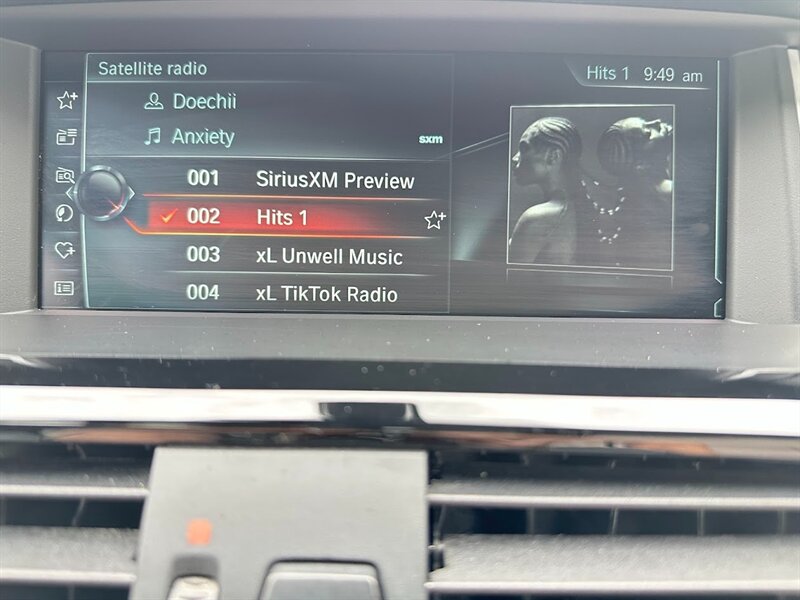 Satellite radio
Hits 1 9:49 am
Doechii
Anxiety
sxm
001 SiriusXM Preview
002 Hits 1
003 xL Unwell Music
004 xL TikTok Radio